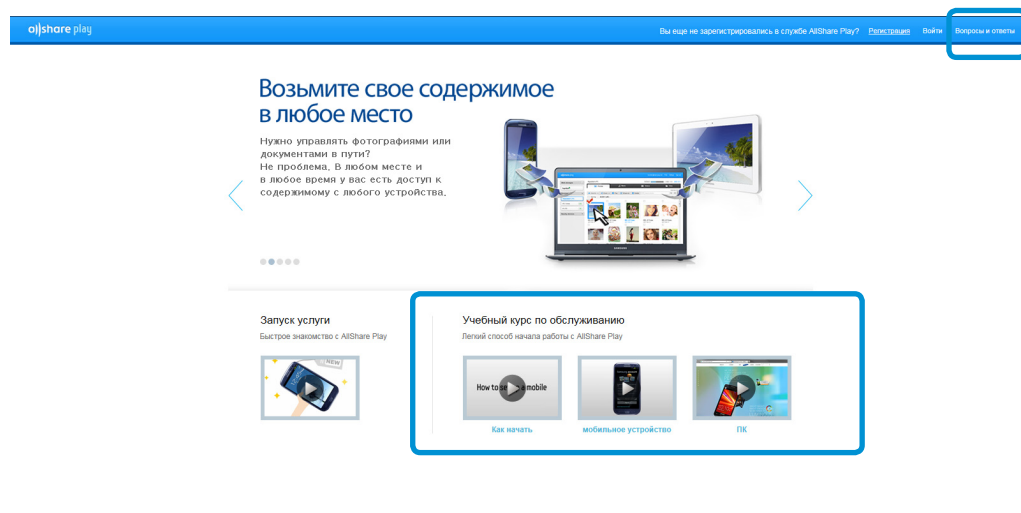 allshare play
Вы еще не зарегистрировались в службе AllShare Play? Регистрация Войти Вопросы и ответы
Возьмите свое содержимое
в любое место
Нужно управлять фотографиями или
документами в пути?
Не проблема. В любом месте и
в любое время у вас есть доступ к
содержимому с любого устройства.
SAMSUNG
Запуск услуги
Быстрое знакомство с AllShare Play
Учебный курс по обслуживанию
Легкий способ начала работы с AllShare Play
NEW
How to mobile
Как начать
мобильное устройство
ПК